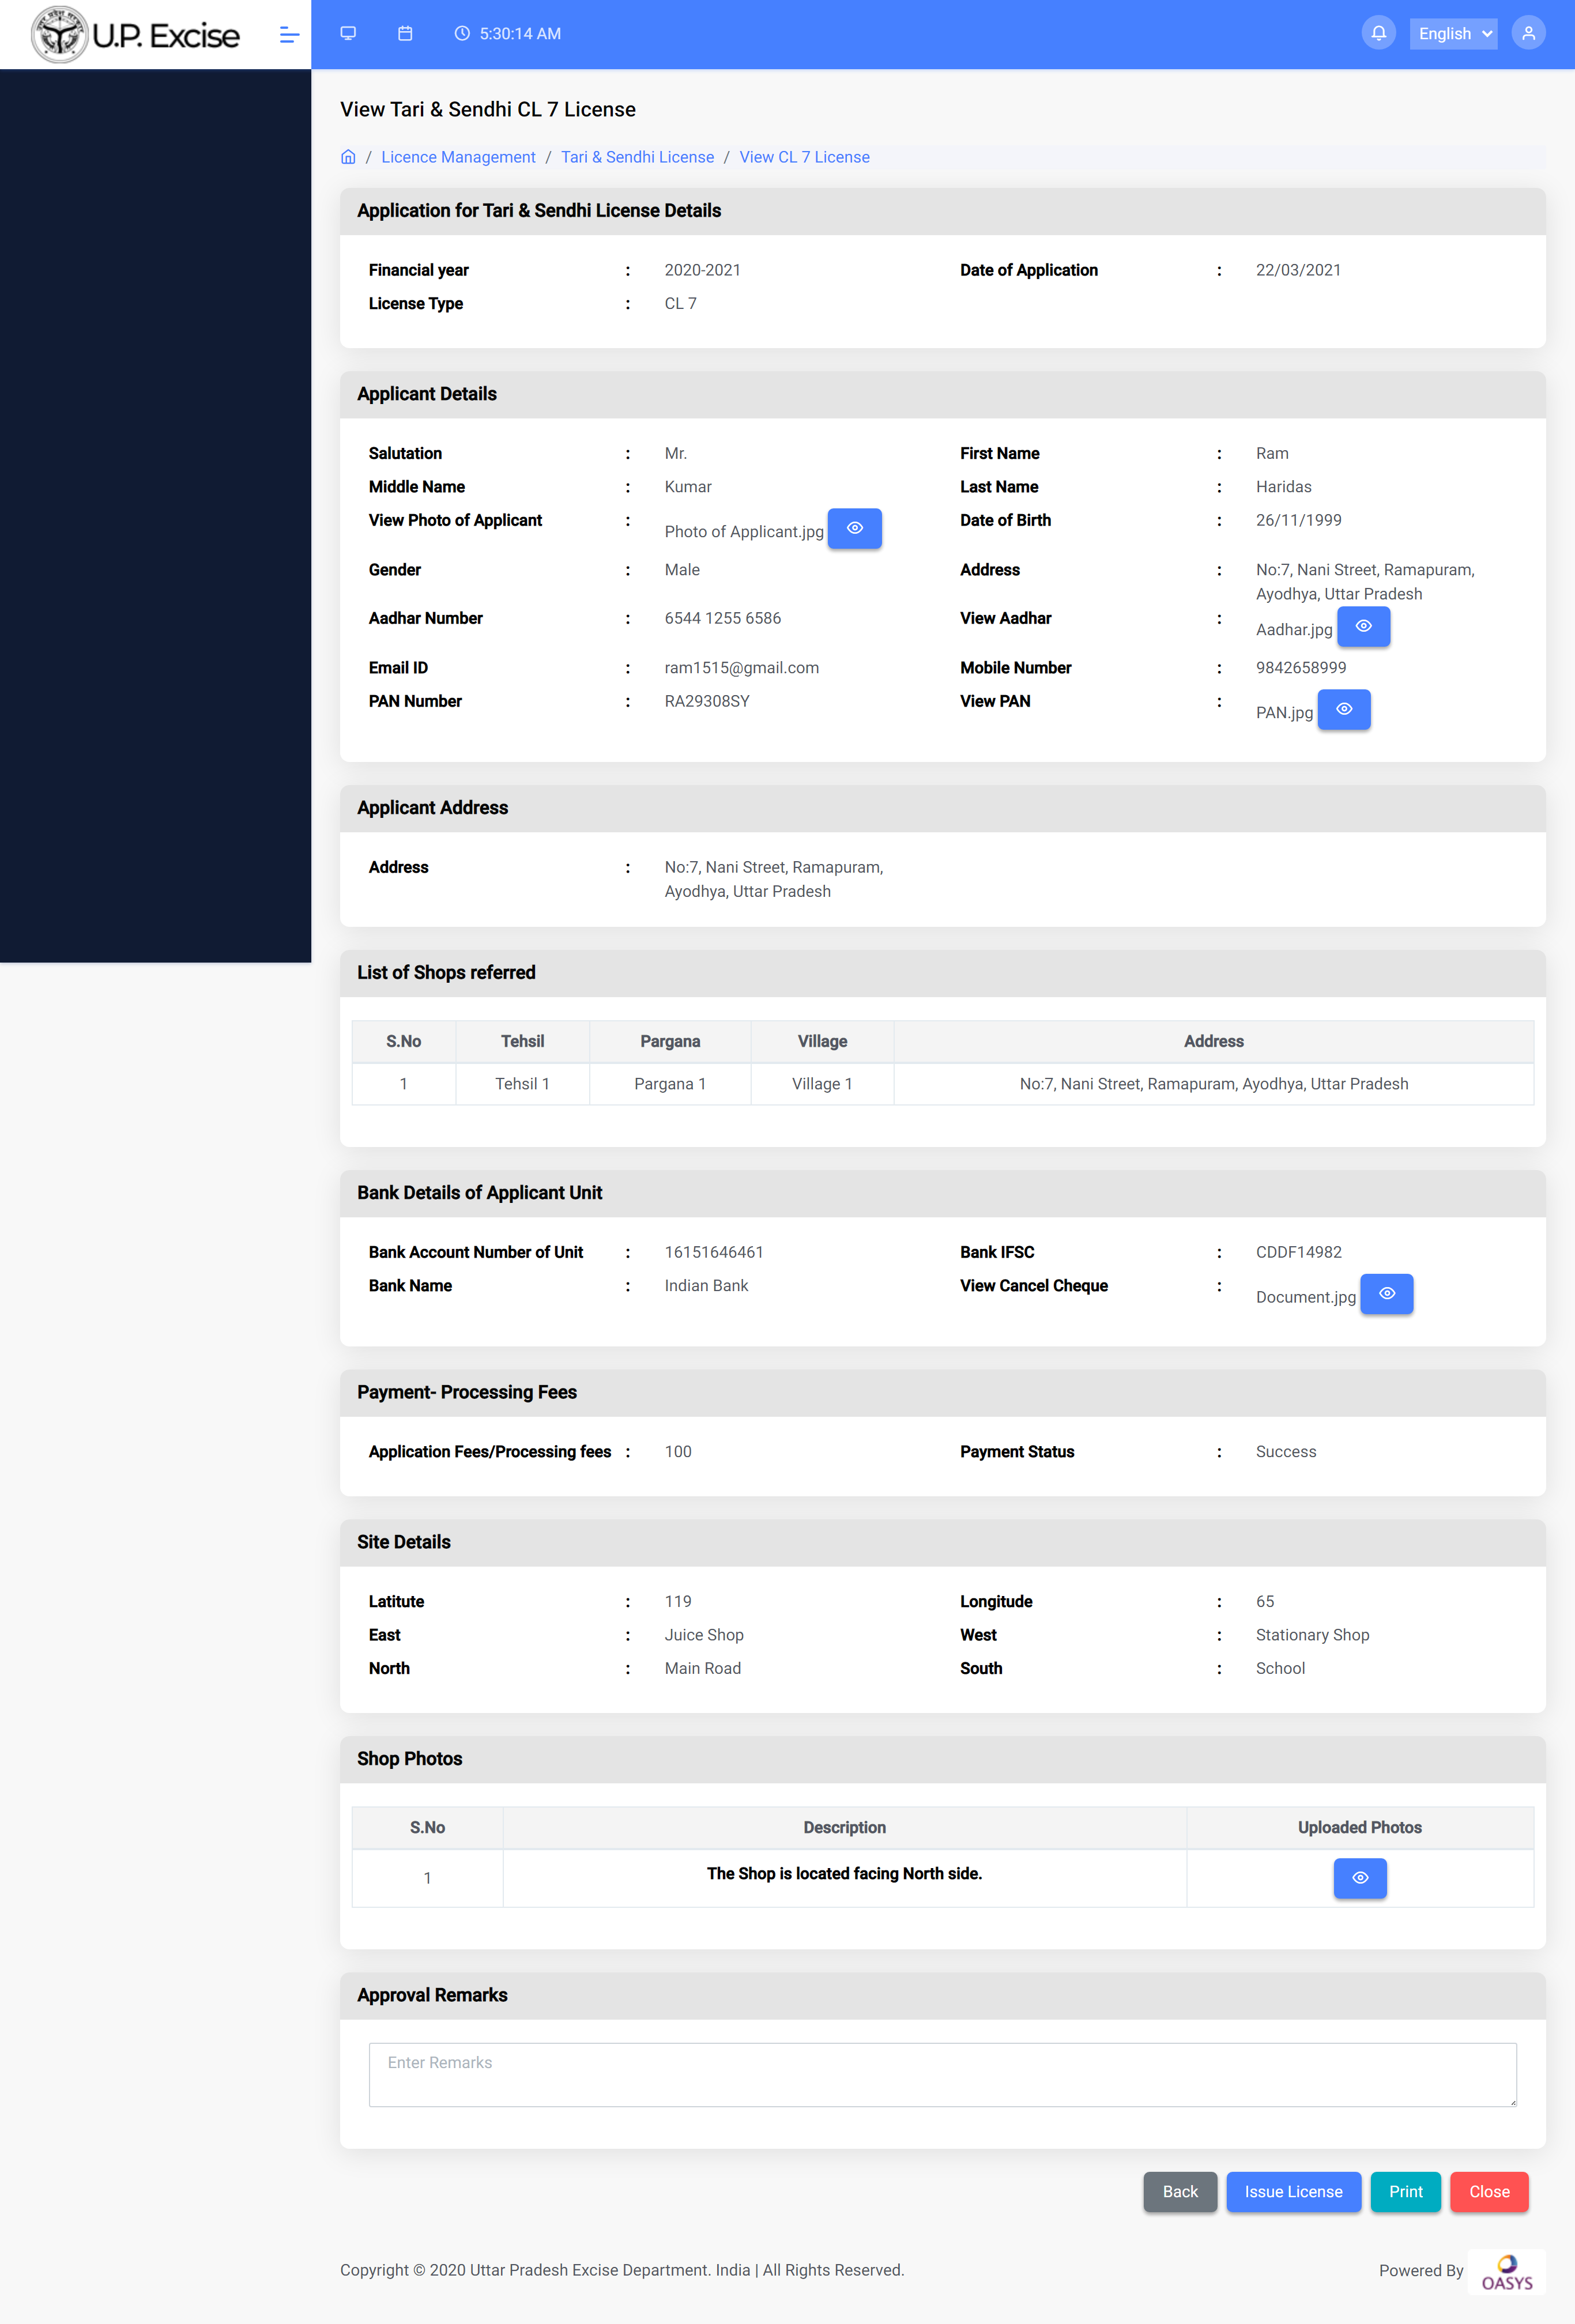 U.P. Excise
5:30:14 AM
English
View Tari & Sendhi CL 7 License
/ Licence Management / Tari & Sendhi License / View CL 7 License
Application for Tari & Sendhi License Details
Financial year : 2020-2021 Date of Application : 22/03/2021
License Type : CL 7
Applicant Details
Salutation : Mr. First Name : Ram
Middle Name : Kumar Last Name : Haridas
View Photo of Applicant : Photo of Applicant.jpg Date of Birth : 26/11/1999
Gender : Male Address : No:7, Nani Street, Ramapuram,
Ayodhya, Uttar Pradesh
Aadhar Number : 6544 1255 6586 View Aadhar : Aadhar.jpg
Email ID : ram1515@gmail.com Mobile Number : 9842658999
PAN Number : RA29308SY View PAN : PAN.jpg
Applicant Address
Address : No:7, Nani Street, Ramapuram,
Ayodhya, Uttar Pradesh
List of Shops referred
S.No Tehsil Pargana Village Address
1 Tehsil 1 Pargana 1 Village 1 No:7, Nani Street, Ramapuram, Ayodhya, Uttar Pradesh
Bank Details of Applicant Unit
Bank Account Number of Unit : 16151646461 Bank IFSC : CDDF14982
Bank Name : Indian Bank View Cancel Cheque : Document.jpg
Payment- Processing Fees
Application Fees/Processing fees : 100 Payment Status : Success
Site Details
Latitute : 119 Longitude : 65
East : Juice Shop West : Stationary Shop
North : Main Road South : School
Shop Photos
S.No Description Uploaded Photos
1 The Shop is located facing North side.
Approval Remarks
Enter Remarks
Back Issue License Print Close
Copyright © 2020 Uttar Pradesh Excise Department. India | All Rights Reserved. Powered By OASYS